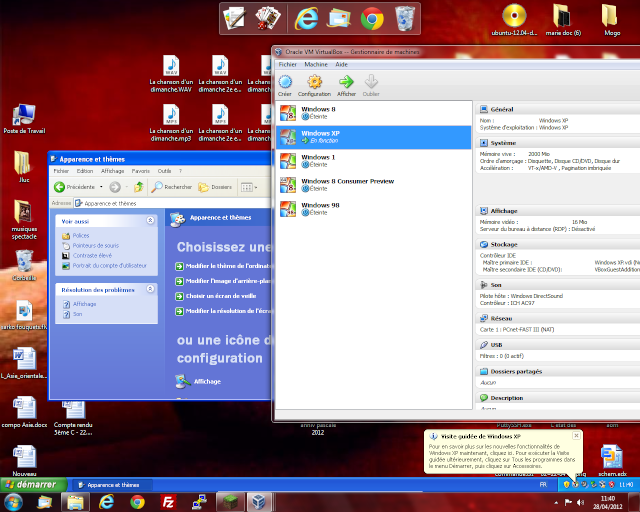 ubuntu-12.04-d...
marie doc (6)
Mogo
La chanson d'un
dimanche.WAV
La chanson d'un
dimanche 2e e...
La chanson d'un
dimanche.mp3
La chanson d'un
dimanche 2e e...
Poste de Travail
Jluc
musiques
spectacle
Corbeille
L_Asie_orientale...
compo Asie.docx
Compte rendu
5ème C - 22...
Nouveau
Apparence et thèmes
Fichier Edition Affichage Favoris Outils ?
Précédente
Rechercher
Dossiers
Adresse
Apparence et thèmes
Voir aussi
Polices
Pointeurs de souris
Contraste élevé
Portrait du compte d'utilisateur
Résolution des problèmes
Affichage
Son
Apparence et thèmes
Choisissez une
Modifier le thème de l'ordinat
Modifier l'image d'arrière-plan
Choisir un écran de veille
Modifier la résolution de l'écra
ou une icône d
configuration
Affichage
Oracle VM VirtualBox - Gestionnaire de machines
Fichier Machine Aide
Créer Configuration Afficher Oublier
Windows 8
Éteinte
Windows XP
En fonction
Windows 1
Éteinte
Windows 8 Consumer Preview
Éteinte
Windows 98
Éteinte
Général
Nom : Windows XP
Système d'exploitation : Windows XP
Système
Mémoire vive : 2000 Mio
Ordre d'amorçage : Disquette, Disque CD/DVD, Disque dur
Accélération : VT-x/AMD-V , Pagination imbriquée
Affichage
Mémoire vidéo : 16 Mio
Serveur du bureau à distance (RDP) : Désactivé
Stockage
Contrôleur IDE
Maître primaire IDE : Windows XP.vdi (No
Maître secondaire IDE (CD/DVD): VBoxGuestAddition
Son
Pilote hôte : Windows DirectSound
Contrôleur : ICH AC97
Réseau
Carte 1 : PCnet-FAST III (NAT)
USB
Filtres : 0 (0 actif)
Dossiers partagés
Aucun
Description
Aucune
anniv pascale
2012
schem.edx
Visite guidée de Windows XP
Pour en savoir plus sur les nouvelles fonctionnalités de
Windows XP maintenant, cliquez ici. Pour exécuter la Visite
guidée ultérieurement, cliquez sur Tous les programmes dans
le menu Démarrer, puis cliquez sur Accessoires.
démarrer
Apparence et thèmes
FR
11:40
11:40
28/04/2012